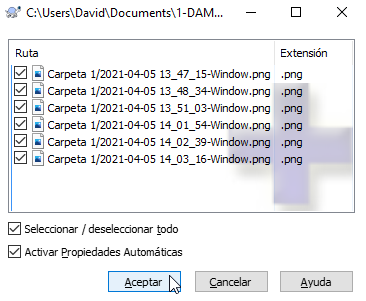 C:\Users\David\Documents\1-DAM...
Ruta Extensión
Carpeta 1/2021-04-05 13_47_15-Window.png .png
Carpeta 1/2021-04-05 13_48_34-Window.png .png
Carpeta 1/2021-04-05 13_51_03-Window.png .png
Carpeta 1/2021-04-05 14_01_54-Window.png .png
Carpeta 1/2021-04-05 14_02_39-Window.png .png
Carpeta 1/2021-04-05 14_03_16-Window.png .png
Seleccionar / deseleccionar todo
Activar Propiedades Automáticas
Aceptar Cancelar Ayuda